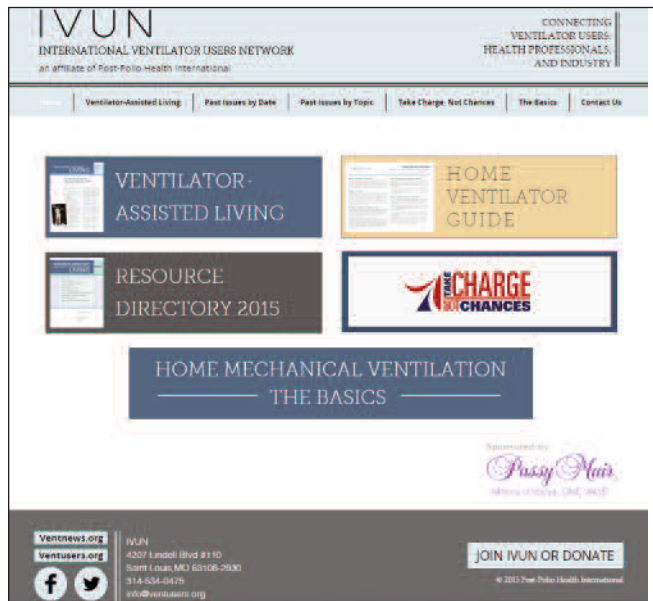 IVUN
INTERNATIONAL VENTILATOR USERS NETWORK
an affiliate of Post-Polio Health International
CONNECTING
VENTILATOR USERS,
HEALTH PROFESSIONALS,
AND INDUSTRY
Home
Ventilator-Assisted Living
Past Issues by Date
Past Issues by Topic
Take Charge, Not Chances
The Basics
Contact Us
VENTILATOR-
ASSISTED LIVING
HOME
VENTILATOR
GUIDE
RESOURCE
DIRECTORY 2015
TAKE CHARGE
NOT CHANCES
HOME MECHANICAL VENTILATION
THE BASICS
Sponsored by
Passy Muir
Ventnews.org
Ventusers.org
IVUN
4207 Lindell Blvd #110
Saint Louis, MO 63108-2930
314-534-0475
info@ventusers.org
JOIN IVUN OR DONATE
© 2015 Post-Polio Health International